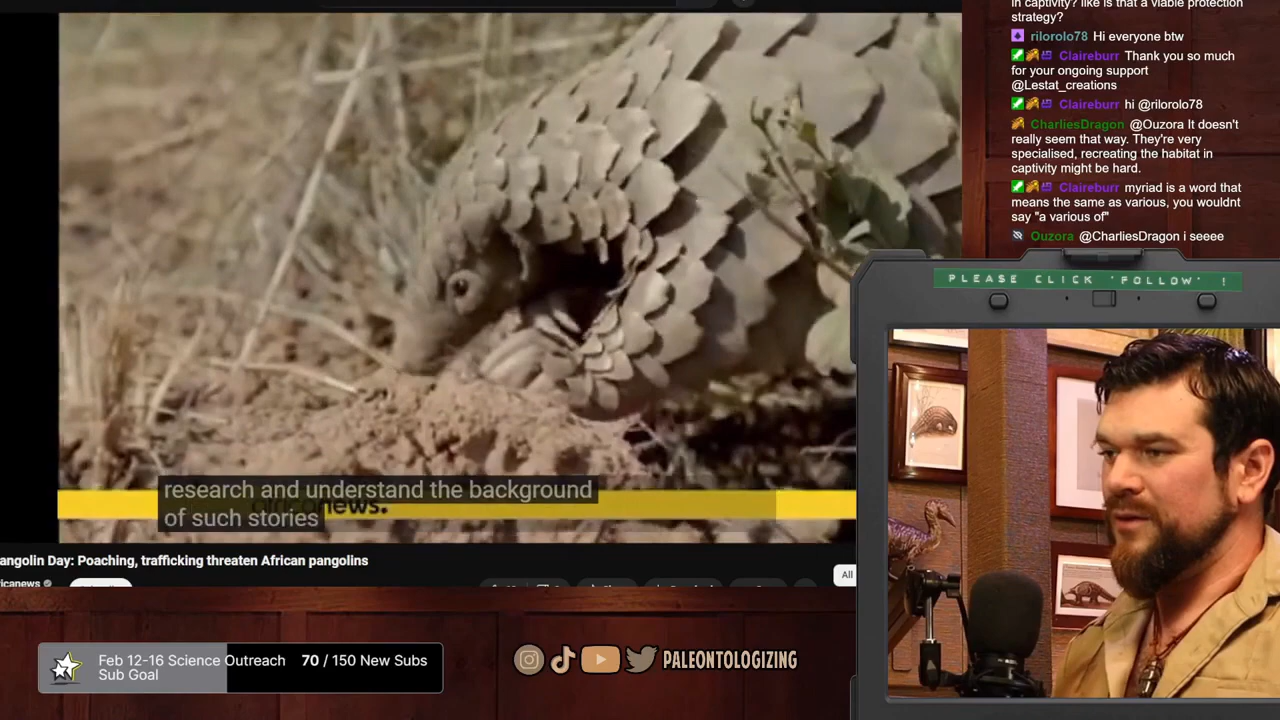 in captivity? like is that a viable protection
strategy?
rilorolo78 Hi everyone btw
Claireburr Thank you so much
for your ongoing support
@Lestat_creations
Claireburr hi @rilorolo78
CharliesDragon @Ouzora It doesn't
really seem that way. They're very
specialised, recreating the habitat in
captivity might be hard.
Claireburr myriad is a word that
means the same as various, you wouldnt
say "a various of"
Ouzora @CharliesDragon i seeee
PLEASE CLICK 'FOLLOW' !
research and understand the background
of such stories
news.
angolin Day: Poaching, trafficking threaten African pangolins
icanews
All
Feb 12-16 Science Outreach 70 / 150 New Subs
Sub Goal
PALEONTOLOGIZING